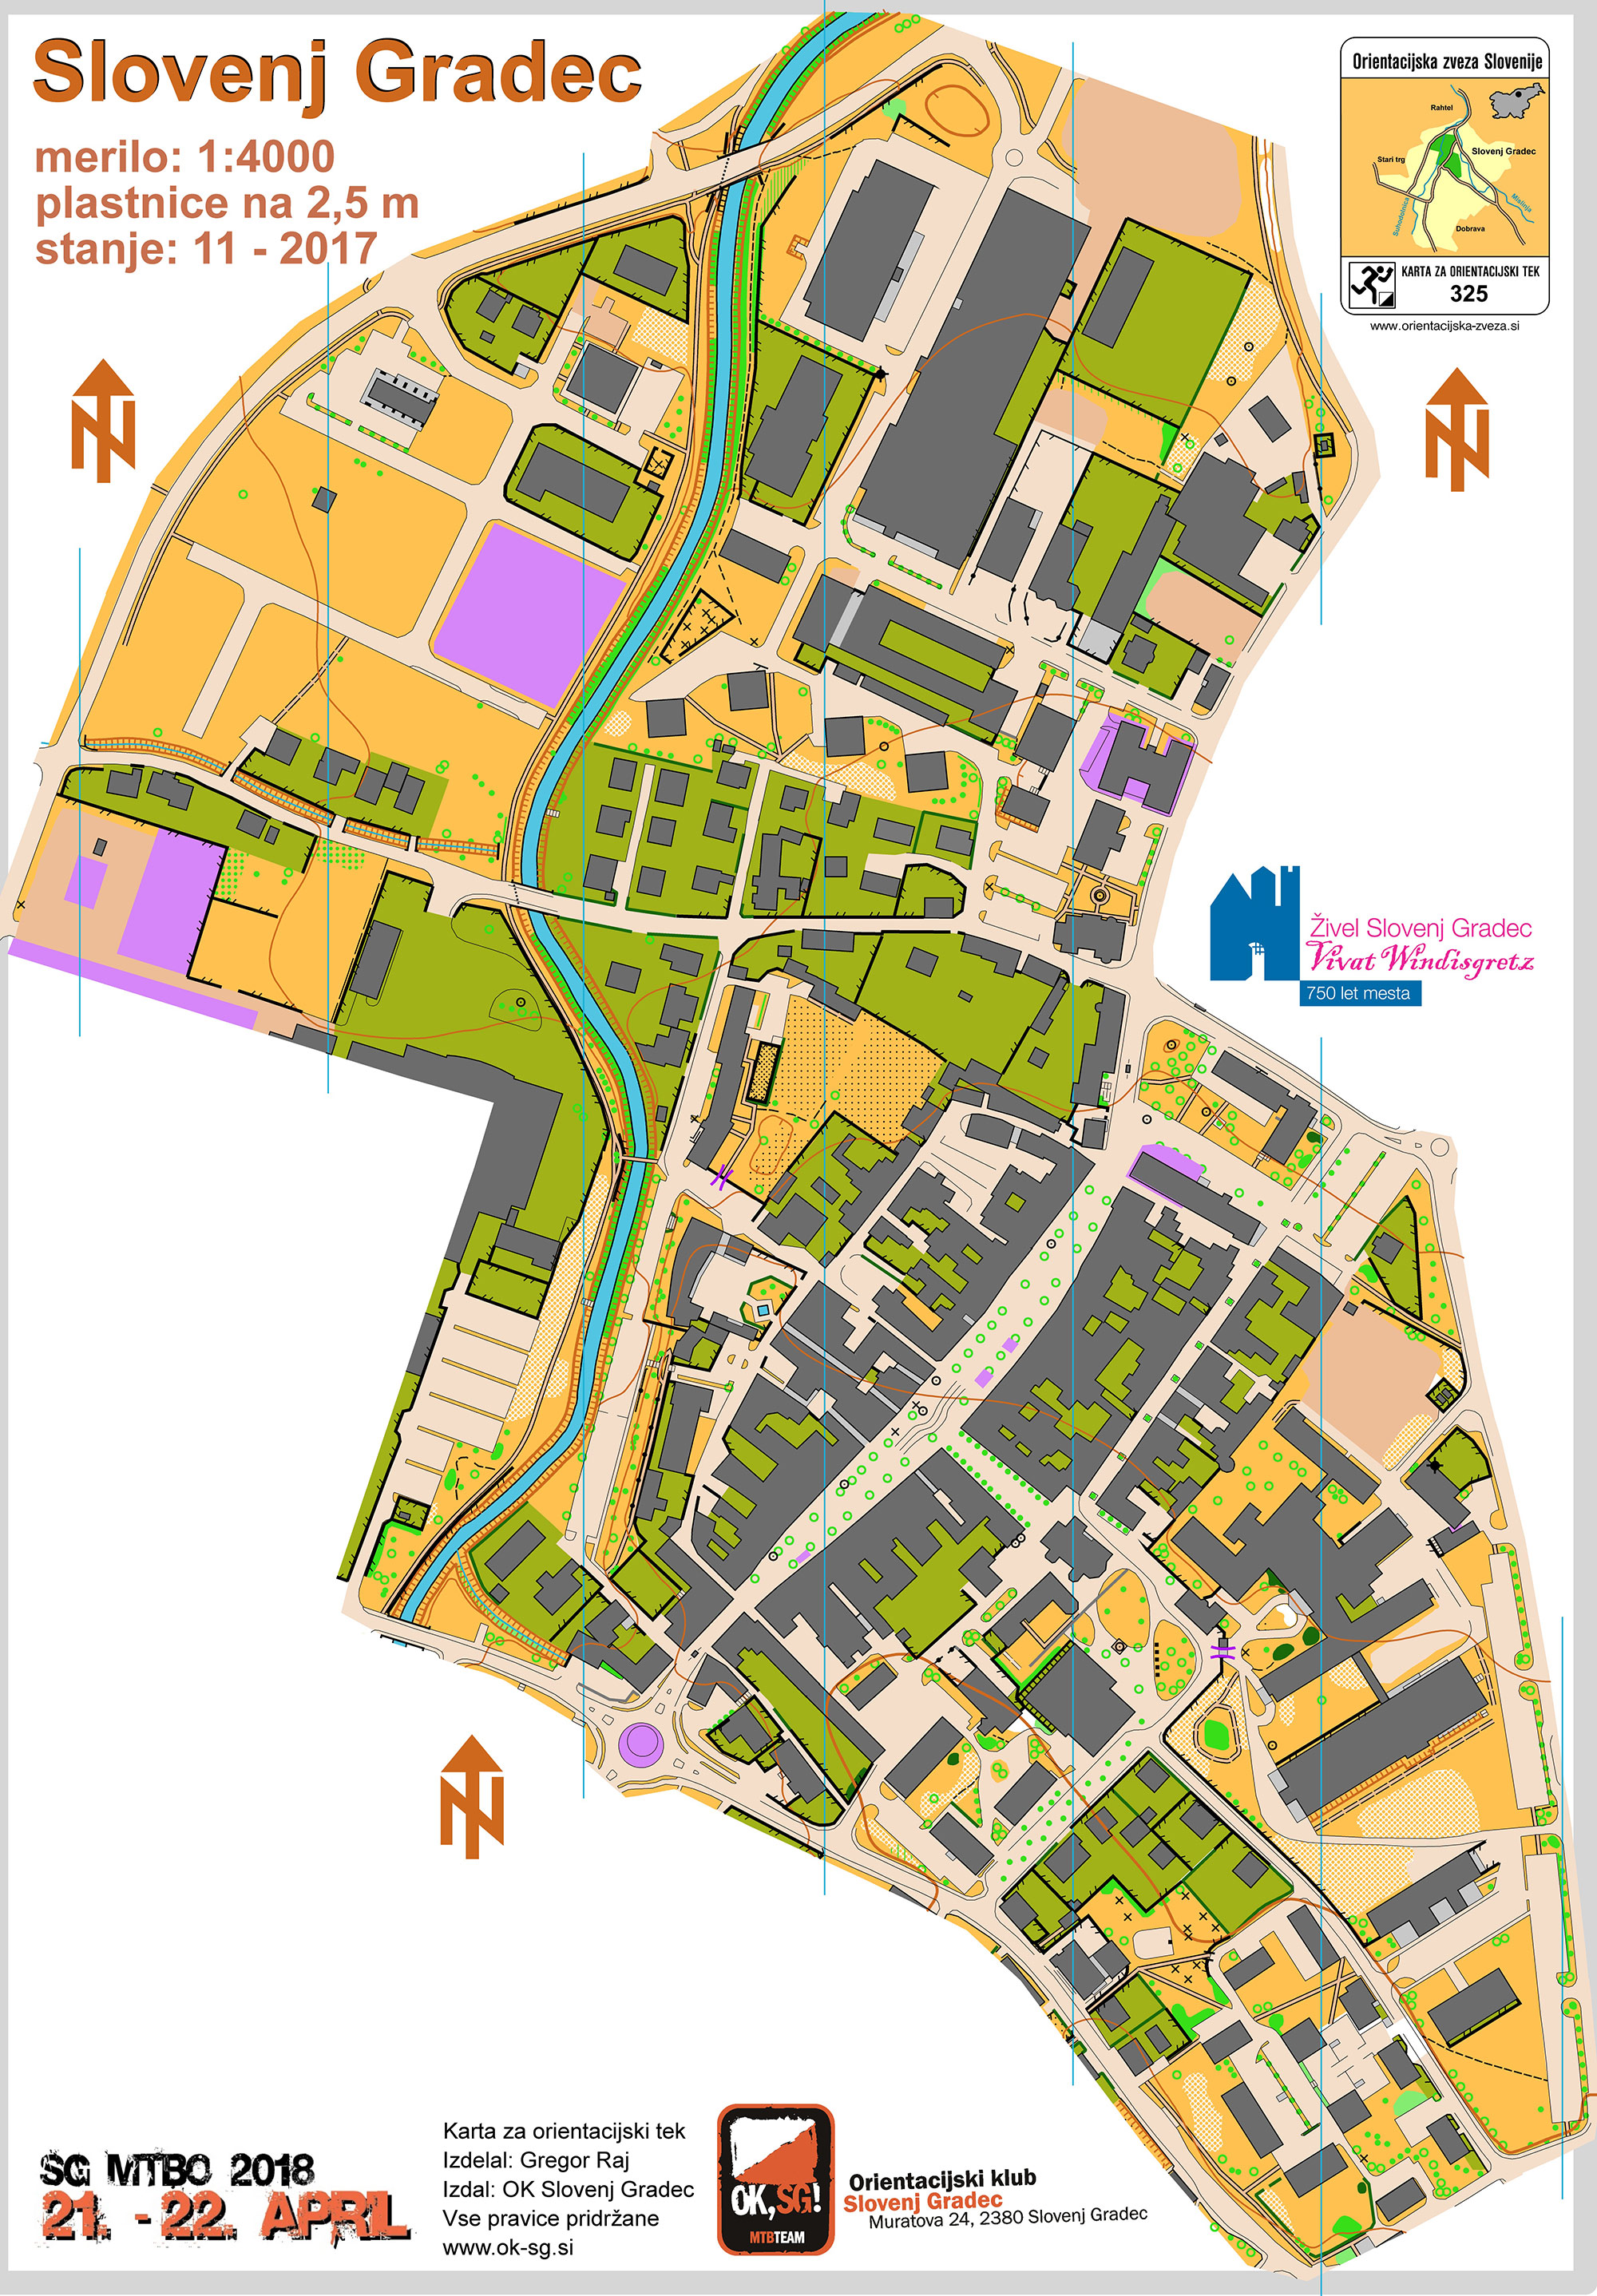 Slovenj Gradec
merilo: 1:4000
plastnice na 2,5 m
stanje: 11 - 2017
Orientacijska zveza Slovenije
Rahtel
Stari trg
Slovenj Gradec
Suhodolnica
Mislinja
Dobrava
KARTA ZA ORIENTACIJSKI TEK
325
www.orientacijska-zveza.si
N
N
Živel Slovenj Gradec
Vivat Windisgretz
750 let mesta
N
SG MTBO 2018
21. - 22. APRIL
Karta za orientacijski tek
Izdelal: Gregor Raj
Izdal: OK Slovenj Gradec
Vse pravice pridržane
www.ok-sg.si
OK,SG!
MTBTEAM
Orientacijski klub
Slovenj Gradec
Muratova 24, 2380 Slovenj Gradec